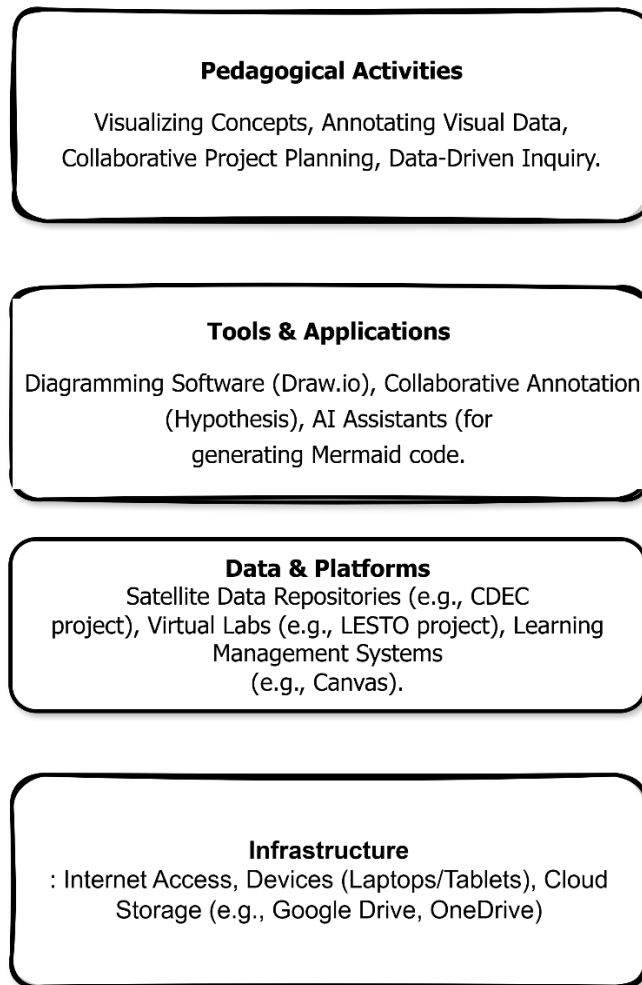 Pedagogical Activities
Visualizing Concepts, Annotating Visual Data,
Collaborative Project Planning, Data-Driven Inquiry.
Tools & Applications
Diagramming Software (Draw.io), Collaborative Annotation
(Hypothesis), AI Assistants (for
generating Mermaid code.
Data & Platforms
Satellite Data Repositories (e.g., CDEC
project), Virtual Labs (e.g., LESTO project), Learning
Management Systems
(e.g., Canvas).
Infrastructure
: Internet Access, Devices (Laptops/Tablets), Cloud
Storage (e.g., Google Drive, OneDrive)